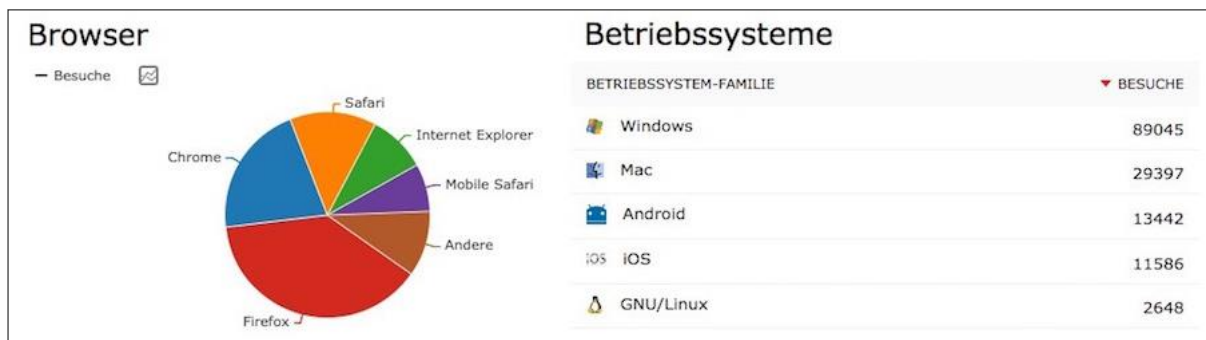 Browser
Besuche
Safari
Internet Explorer
Chrome
Mobile Safari
Andere
Firefox
Betriebssysteme
BETRIEBSSYSTEM-FAMILIE BESUCHE
Windows 89045
Mac 29397
Android 13442
iOS iOS 11586
GNU/Linux 2648